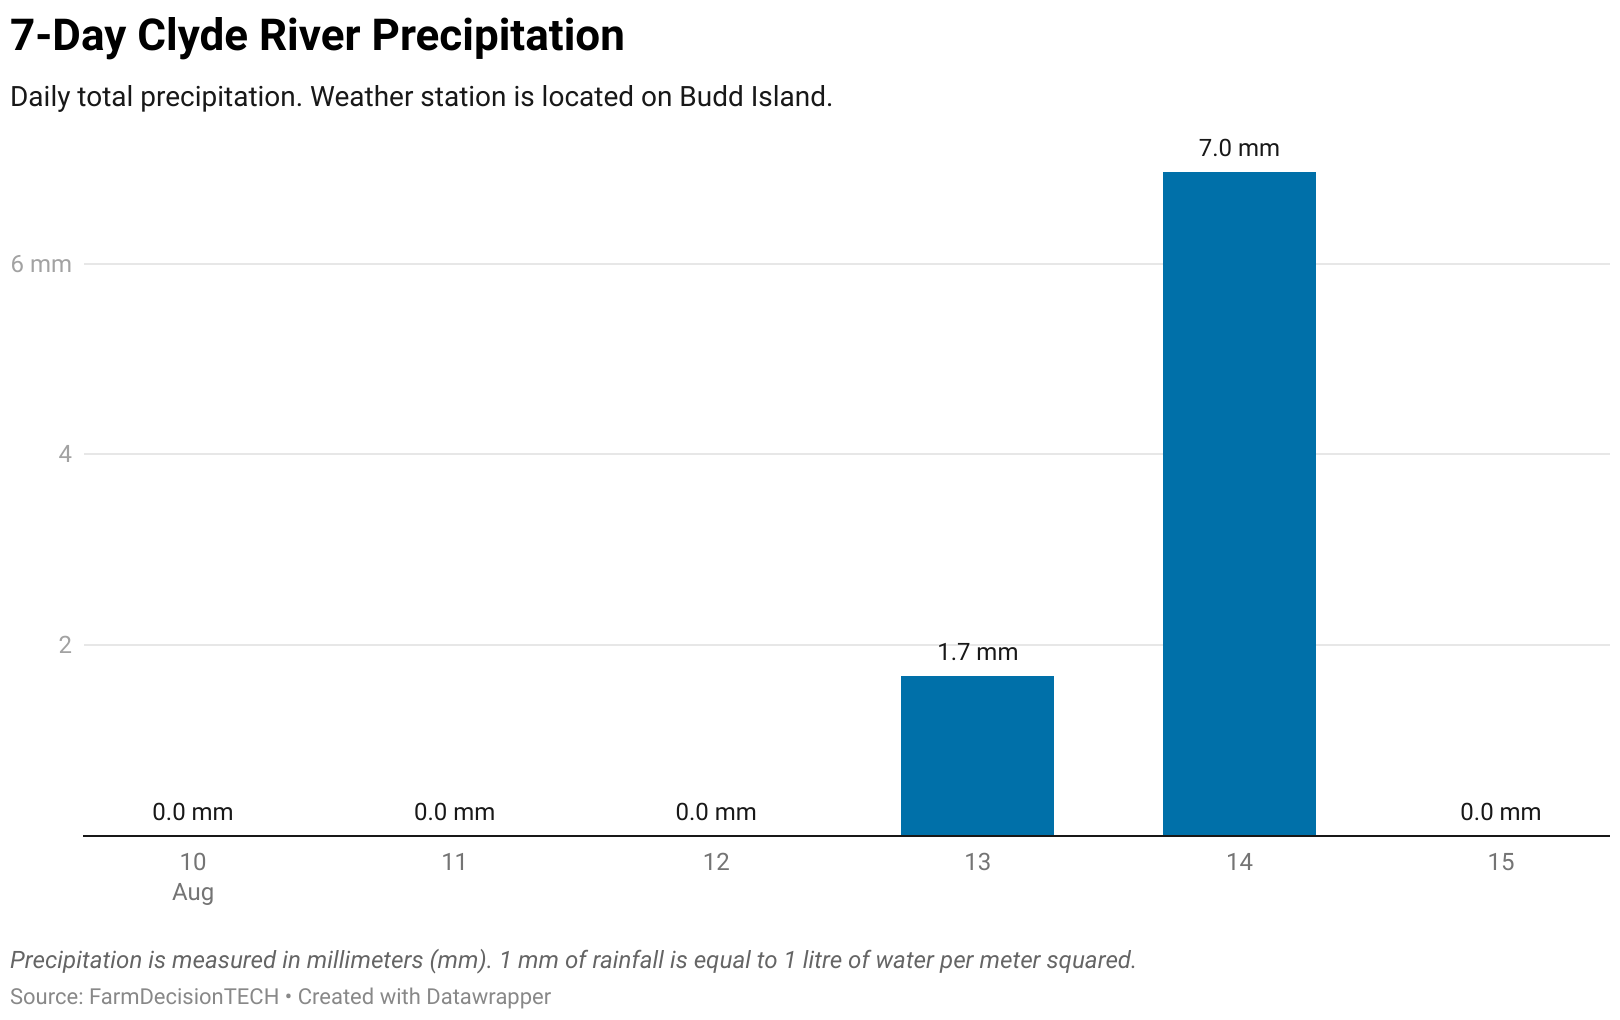 7-Day Clyde River Precipitation
Daily total precipitation. Weather station is located on Budd Island.
7.0 mm
6 mm
4
2
1.7 mm
0.0 mm 0.0 mm 0.0 mm 0.0 mm
10 11 12 13 14 15
Aug
Precipitation is measured in millimeters (mm). 1 mm of rainfall is equal to 1 litre of water per meter squared.
Source: FarmDecisionTECH • Created with Datawrapper